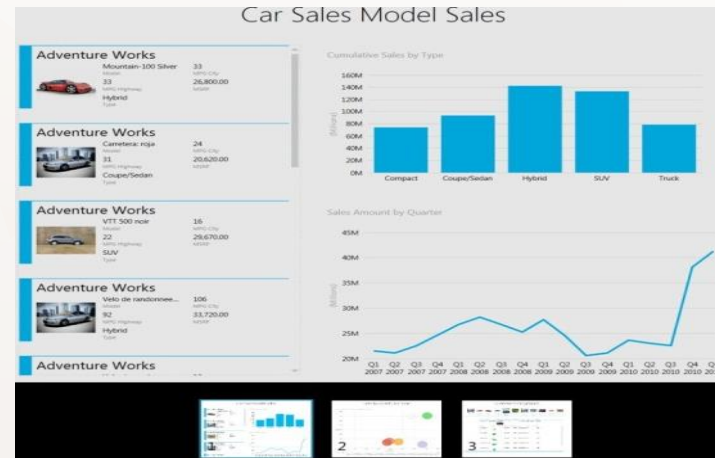 Car Sales Model Sales
Adventure Works
Mountain-100 Silver 33
Model MPG City
33 26,800.00
MPG Highway MSRP
Hybrid
Type
Adventure Works
Carretera: roja 24
Model MPG City
31 20,620.00
MPG Highway MSRP
Coupe/Sedan
Type
Adventure Works
VTT 500 noir 16
Model MPG City
22 29,670.00
MPG Highway MSRP
SUV
Type
Adventure Works
Velo de randonnee... 106
Model MPG City
92 33,720.00
MPG Highway MSRP
Hybrid
Type
Adventure Works
Cumulative Sales by Type
(Millions)
160M
140M
120M
100M
80M
60M
40M
20M
0M
Compact Coupe/Sedan Hybrid SUV Truck
Sales Amount by Quarter
(Millions)
45M
40M
35M
30M
25M
20M
Q1 Q2 Q3 Q4 Q1 Q2 Q3 Q4 Q1 Q2 Q3 Q4 Q1 Q2 Q3 Q4
2007 2007 2007 2007 2008 2008 2008 2008 2009 2009 2009 2009 2010 2010 2010 2010
2
3